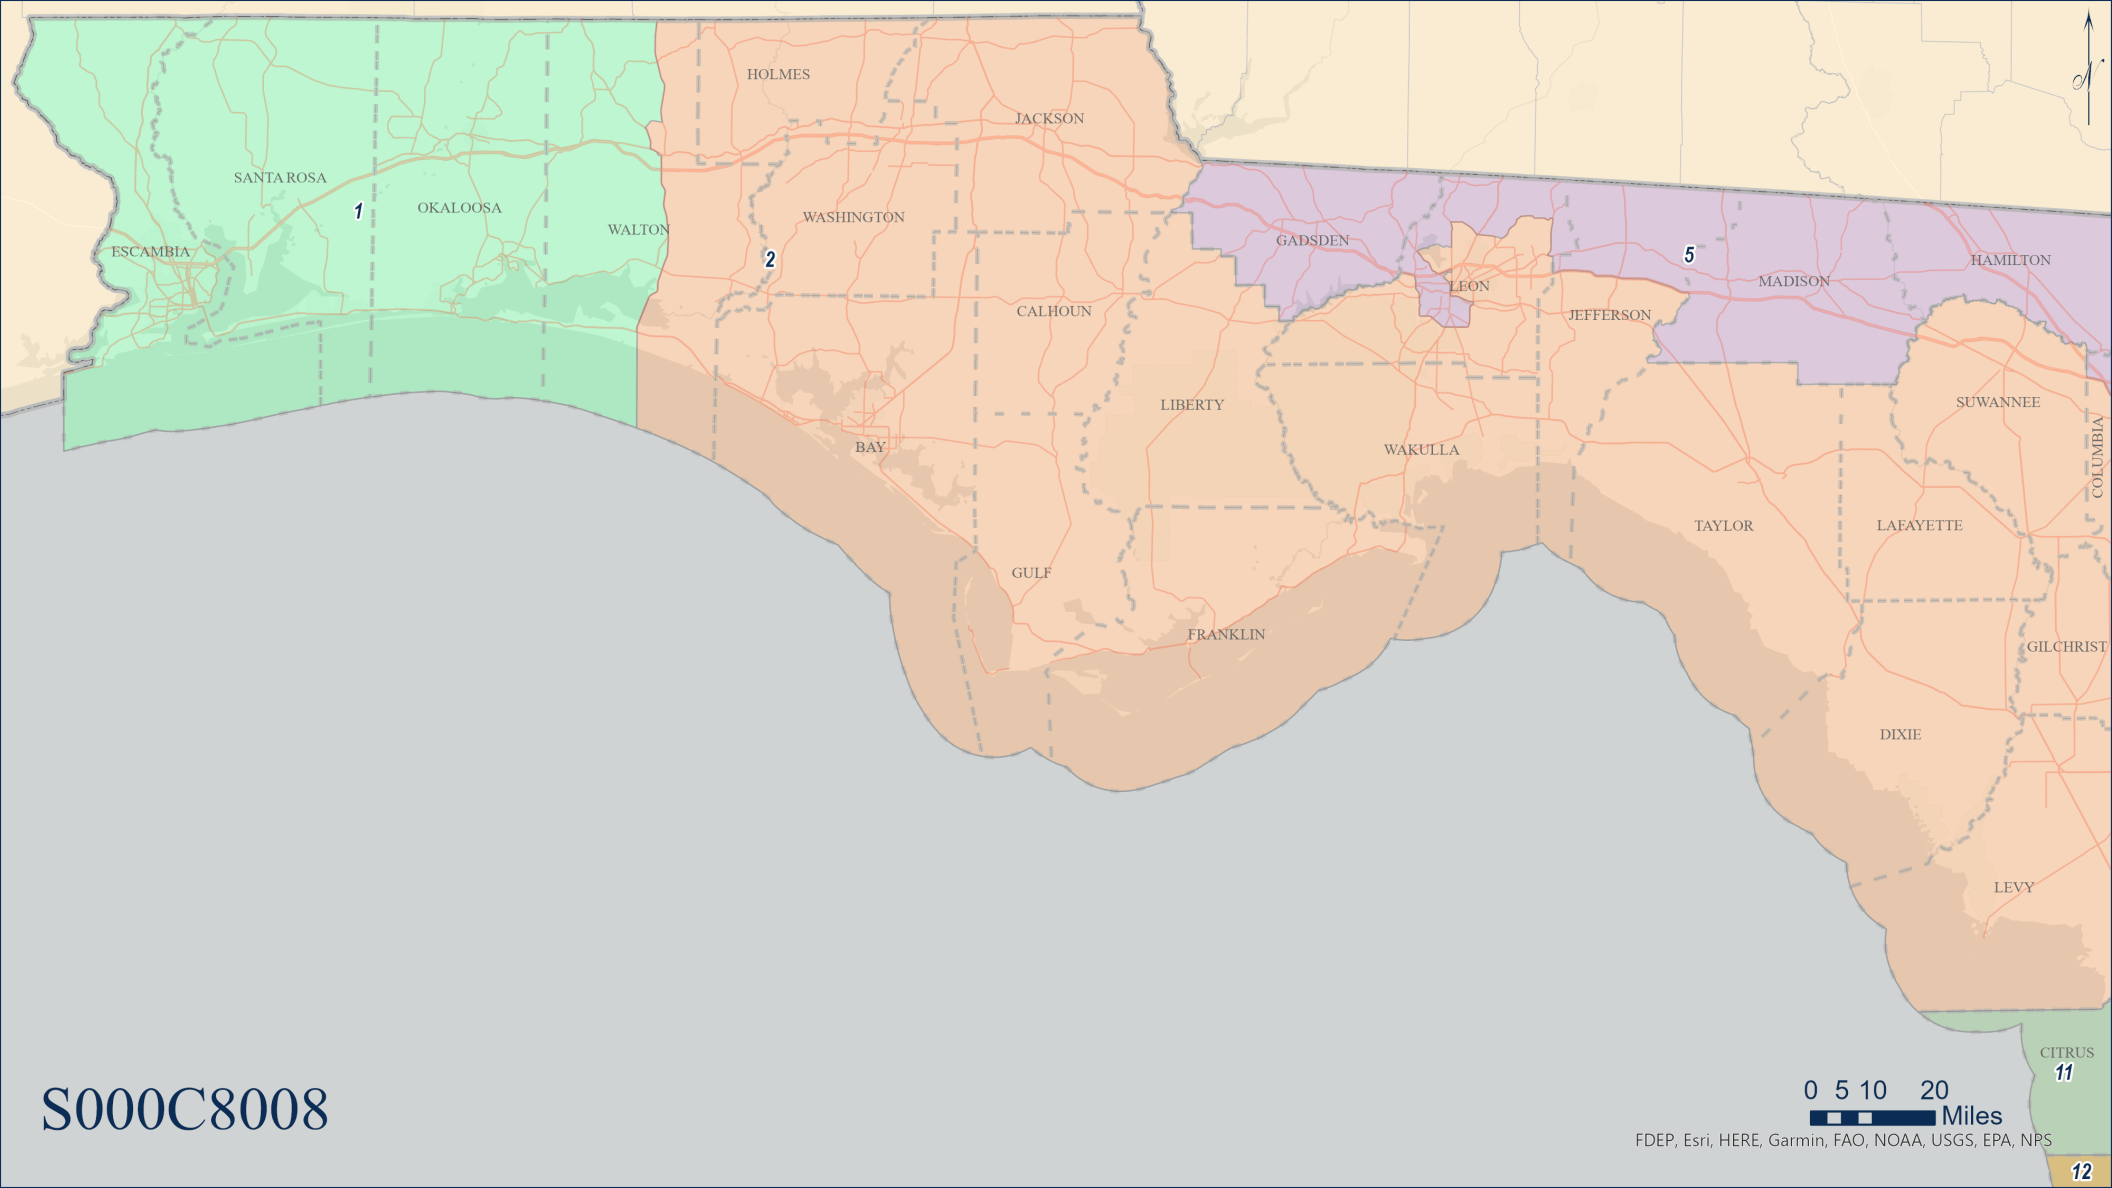 N
HOLMES
JACKSON
SANTA ROSA
1
OKALOOSA
WASHINGTON
WALTON
GADSDEN
ESCAMBIA
2
5
HAMILTON
MADISON
LEON
CALHOUN
JEFFERSON
LIBERTY
SUWANNEE
BAY
WAKULLA
COLUMBIA
TAYLOR
LAFAYETTE
GULF
FRANKLIN
GILCHRIST
DIXIE
LEVY
CITRUS
11
S000C8008
0 5 10 20
Miles
FDEP, Esri, HERE, Garmin, FAO, NOAA, USGS, EPA, NPS
12